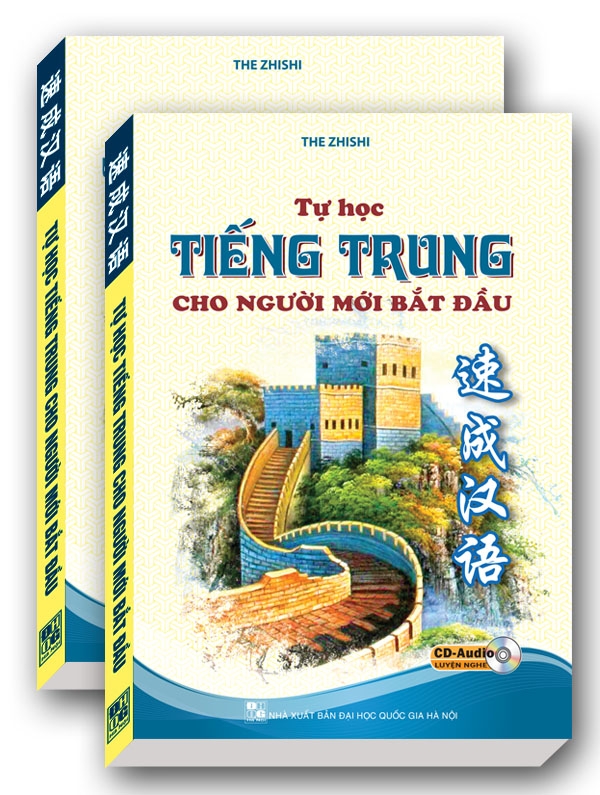 THE ZHISHI
速成汉语
TỰ HỌC TIẾNG TRUNG CHO NGƯỜI MỚI BẮT ĐẦU
THE ZHISHI
Tự học
TIẾNG TRUNG
CHO NGƯỜI MỚI BẮT ĐẦU
速成汉语
CD-Audio
LUYỆN NGHE
NHÀ XUẤT BẢN ĐẠI HỌC QUỐC GIA HÀ NỘI
速成汉语
TỰ HỌC TIẾNG TRUNG CHO NGƯỜI MỚI BẮT ĐẦU